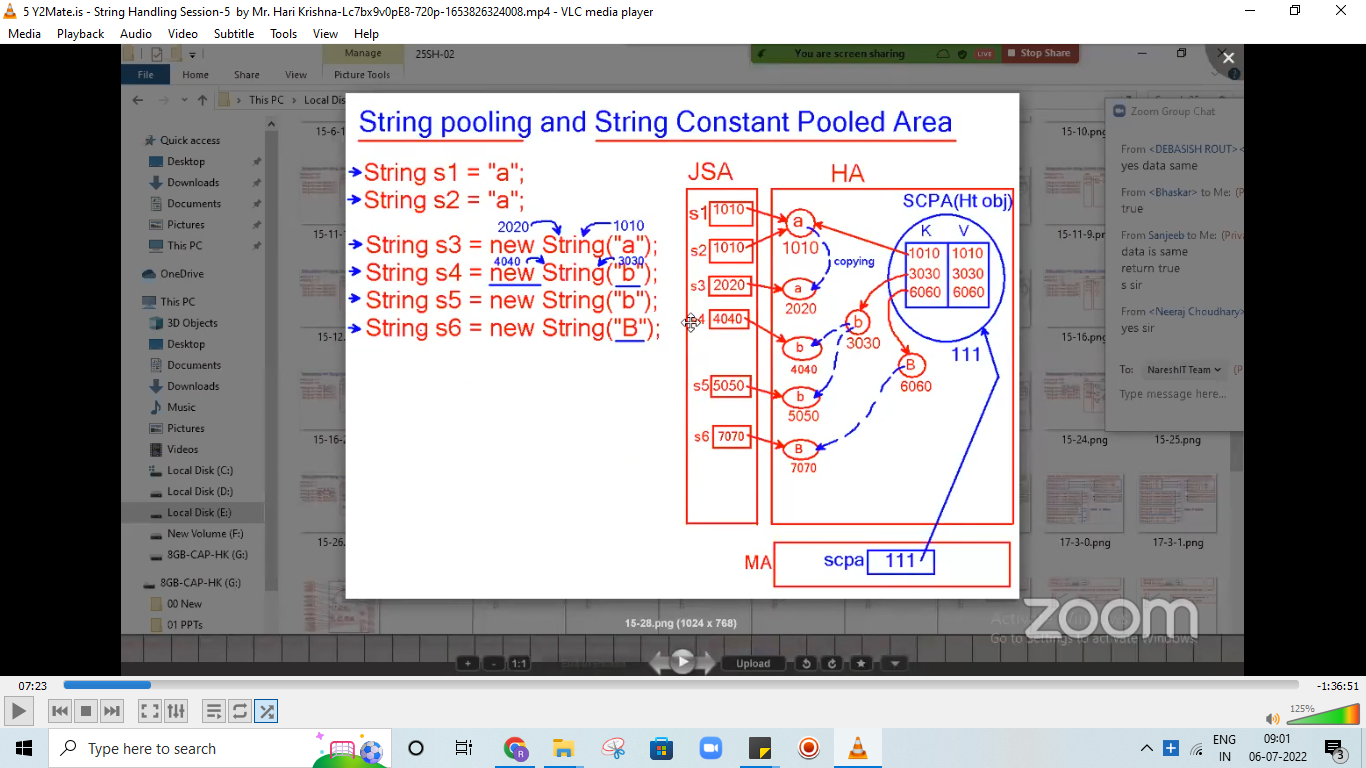 5 Y2Mate.is - String Handling Session-5 by Mr. Hari Krishna-Lc7bx9v0pE8-720p-1653826324008.mp4 - VLC media player
Media Playback Audio Video Subtitle Tools View Help
Manage 25SH-02
You are screen sharing LIVE Stop Share
File Home Share View Picture Tools
This PC Local Dis
Quick access
Desktop
Downloads
Documents
Pictures
This PC
OneDrive
This PC
3D Objects
Desktop
Documents
Downloads
Music
Pictures
Videos
Local Disk (C:)
Local Disk (D:)
Local Disk (E:)
New Volume (F:)
8GB-CAP-HK (G:)
8GB-CAP-HK (G:)
00 New
01 PPTs
15-6-1
15-11-1
15-16-2
15-26.
String pooling and String Constant Pooled Area
String s1 = "a";
String s2 = "a";
2020 1010
String s3 = new String("a");
4040 3030
String s4 = new String("b");
String s5 = new String("b");
String s6 = new String("B");
JSA HA
SCPA(Ht obj)
K V
s1 1010
s2 1010
s3 2020
4 4040
s5 5050
s6 7070
a
1010
copying
a
2020
b
3030
b
4040
b
5050
B
6060
B
7070
1010 1010
3030 3030
6060 6060
111
MA scpa 111
15-10.png
15-11-9.png
15-16.png
15-24.png 15-25.png
17-3-0.png 17-3-1.png
Zoom Group Chat
From <DEBASISH ROUT><
yes data same
From <Bhaskar> to Me: (P
true
From Sanjeeb to Me: (Priva
data is same
return true
s sir
From <Neeraj Choudhary>
yes sir
To: NareshIT Team (P
Type message here...
15-28.png (1024 x 768)
zoom
Go to Settings to activate Windows.
+ - 1:1 Upload
07:23 -1:36:51
125%
Type here to search
ENG
IN
09:01
06-07-2022
3